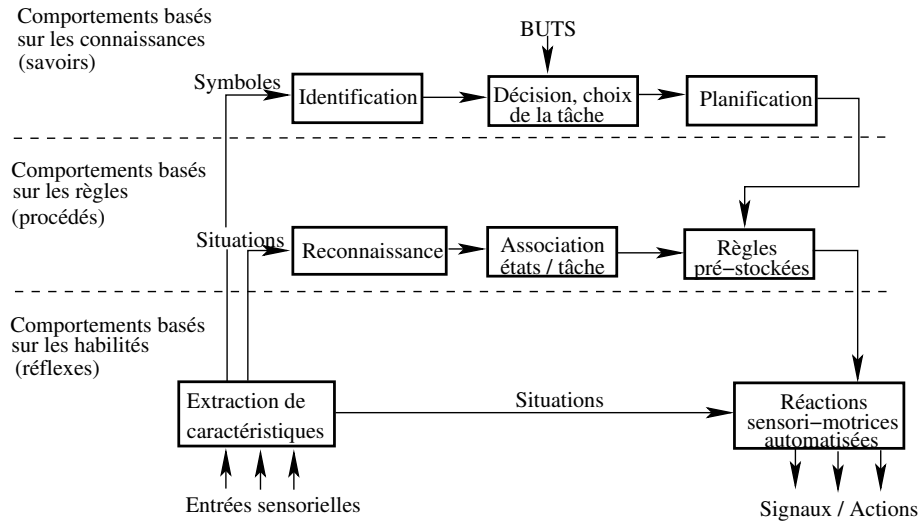 Comportements basés
sur les connaissances
(savoirs)
BUTS
Symboles
Identification
Décision, choix
de la tâche
Planification
Comportements basés
sur les règles
(procédés)
Situations
Reconnaissance
Association
états / tâche
Règles
pré−stockées
Comportements basés
sur les habilités
(réflexes)
Extraction de
caractéristiques
Situations
Réactions
sensori−motrices
automatisées
Entrées sensorielles
Signaux / Actions